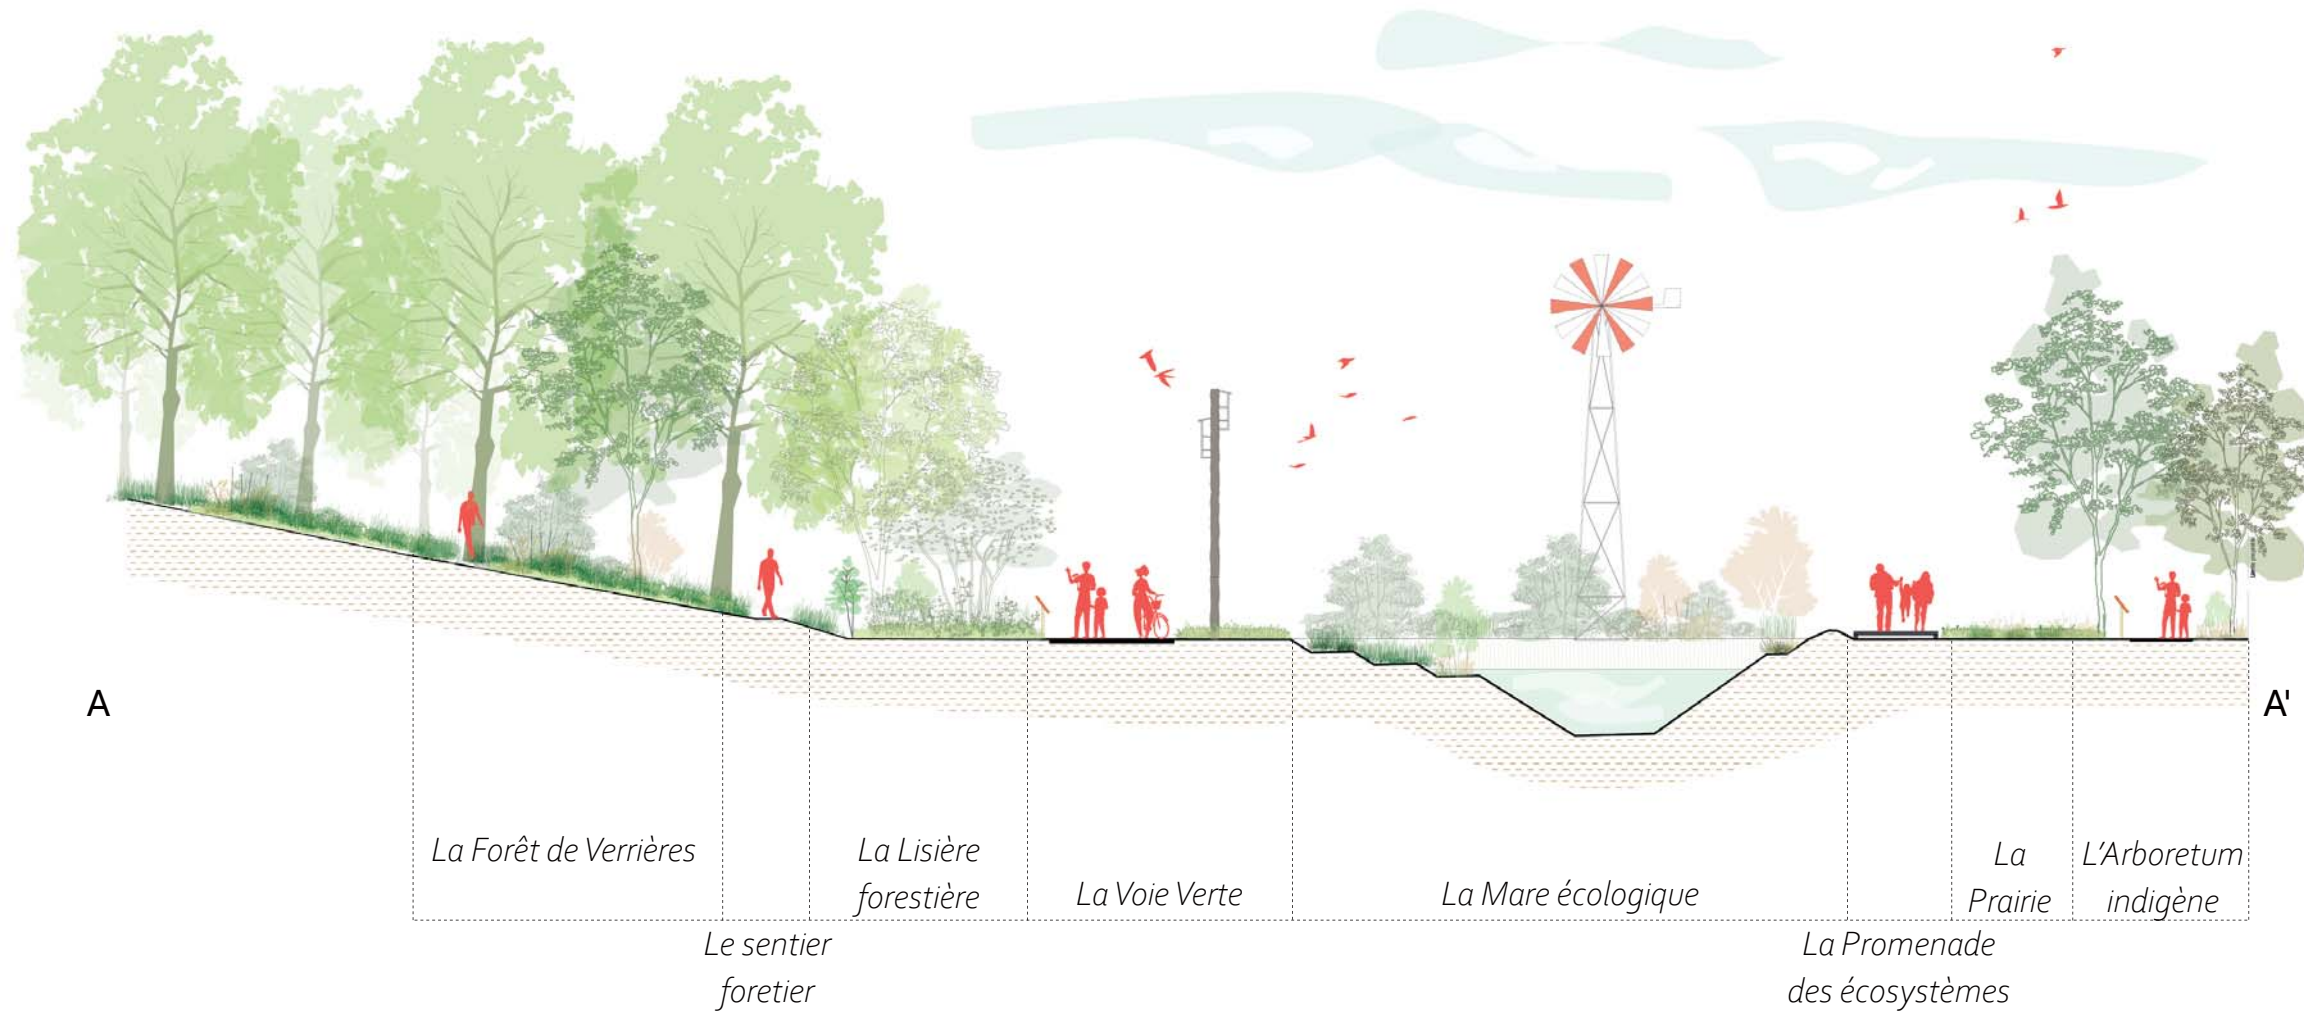 A
A'
La Forêt de Verrières
Le sentier
foretier
La Lisière
forestière
La Voie Verte
La Mare écologique
La Promenade
des écosystèmes
La
Prairie
L'Arboretum
indigène